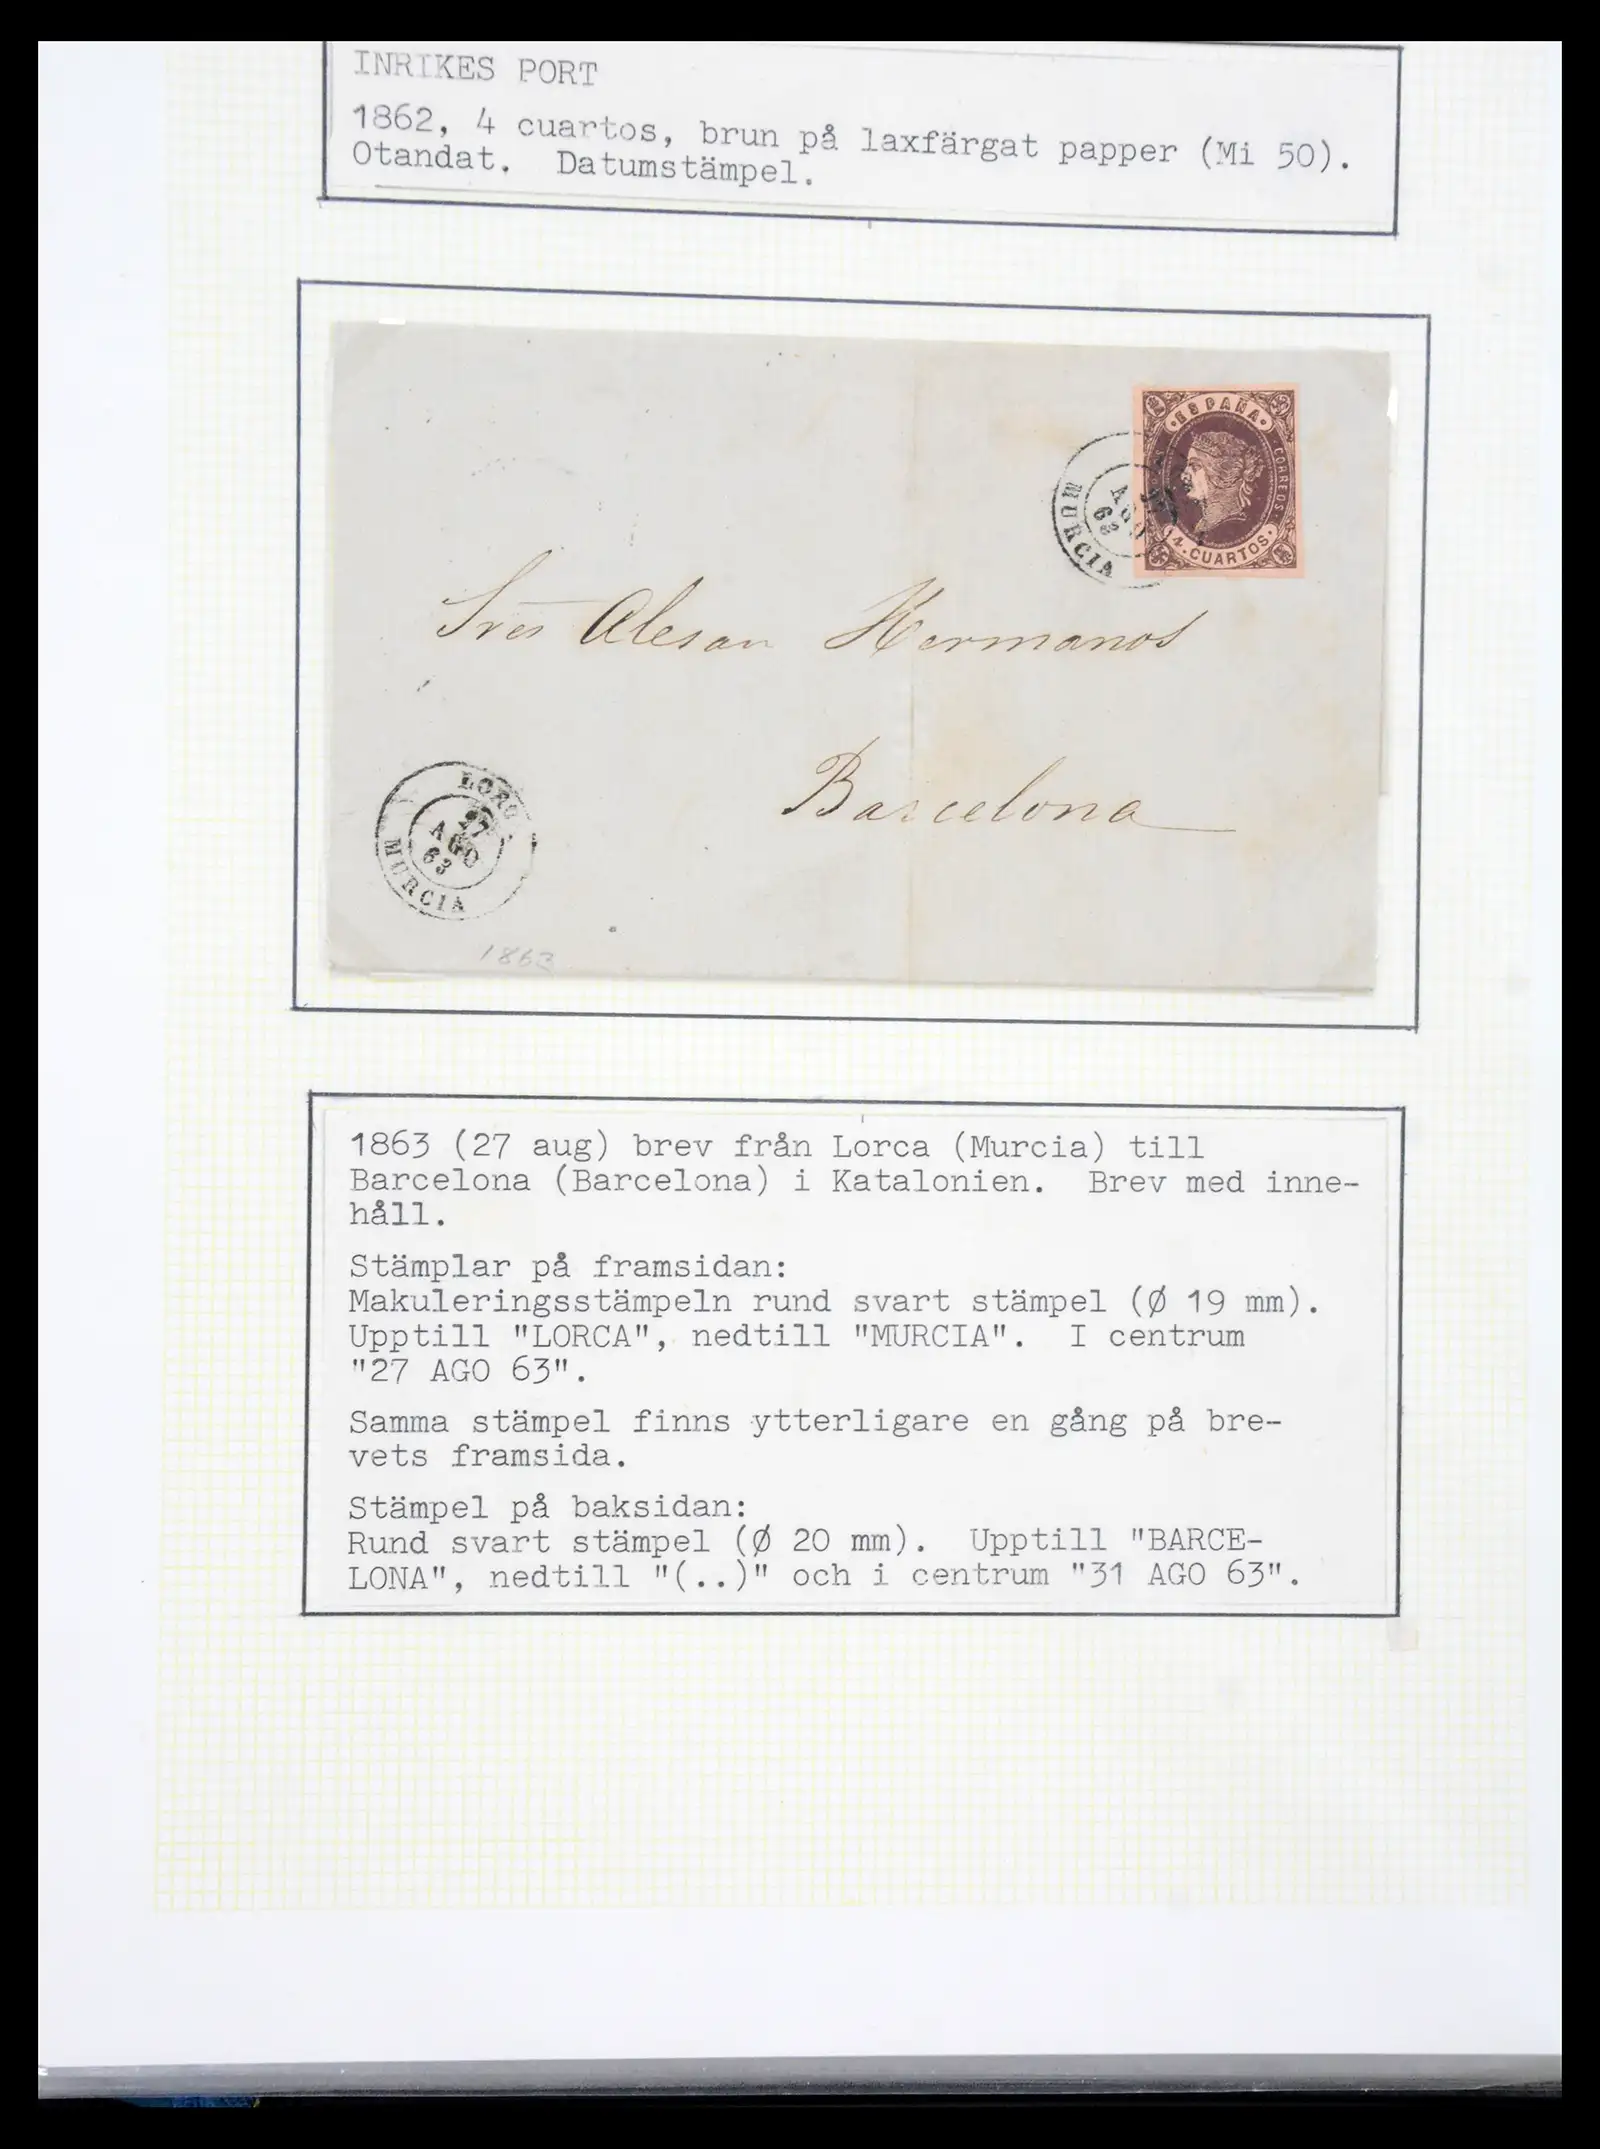 INRIKES PORT
1862, 4 cuartos, brun på laxfärgat papper (Mi 50).
Otandat.  Datumstämpel.
ESPAÑA
CORREOS
4 CUARTOS
AGO
63
MURCIA
Sres Alesan Hermanos
Barcelona
LORC
27
AGO
63
MURCIA
1863
1863 (27 aug) brev från Lorca (Murcia) till
Barcelona (Barcelona) i Katalonien.  Brev med inne-
håll.
Stämplar på framsidan:
Makuleringsstämpeln rund svart stämpel (Ø 19 mm).
Upptill "LORCA", nedtill "MURCIA".  I centrum
"27 AGO 63".
Samma stämpel finns ytterligare en gång på bre-
vets framsida.
Stämpel på baksidan:
Rund svart stämpel (Ø 20 mm).  Upptill "BARCE-
LONA", nedtill "(..)" och i centrum "31 AGO 63".